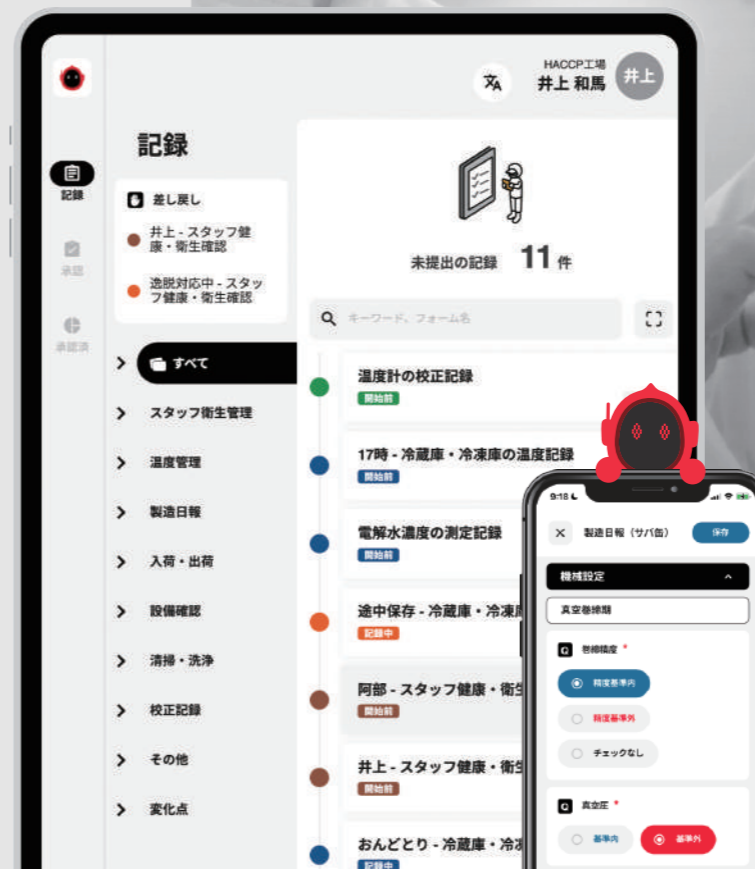 HACCP工場
井上 和馬
井上
記録
記録
承認
承認済
差し戻し
井上 - スタッフ健
康・衛生確認
逸脱対応中 - スタッ
フ健康・衛生確認
すべて
スタッフ衛生管理
温度管理
製造日報
入荷・出荷
設備確認
清掃・洗浄
校正記録
その他
変化点
未提出の記録 11 件
キーワード、フォーム名
温度計の校正記録
開始前
17時 - 冷蔵庫・冷凍庫の温度記録
開始前
電解水濃度の測定記録
開始前
途中保存 - 冷蔵庫・冷凍
記録中
阿部 - スタッフ健康・衛
開始前
井上 - スタッフ健康・衛
開始前
おんどとり - 冷蔵庫・冷
記録中
9:18
製造日報（サバ缶）
保存
機械設定
真空巻締期
Q 巻締精度 *
精度基準内
精度基準外
チェックなし
Q 真空圧 *
基準内
基準外